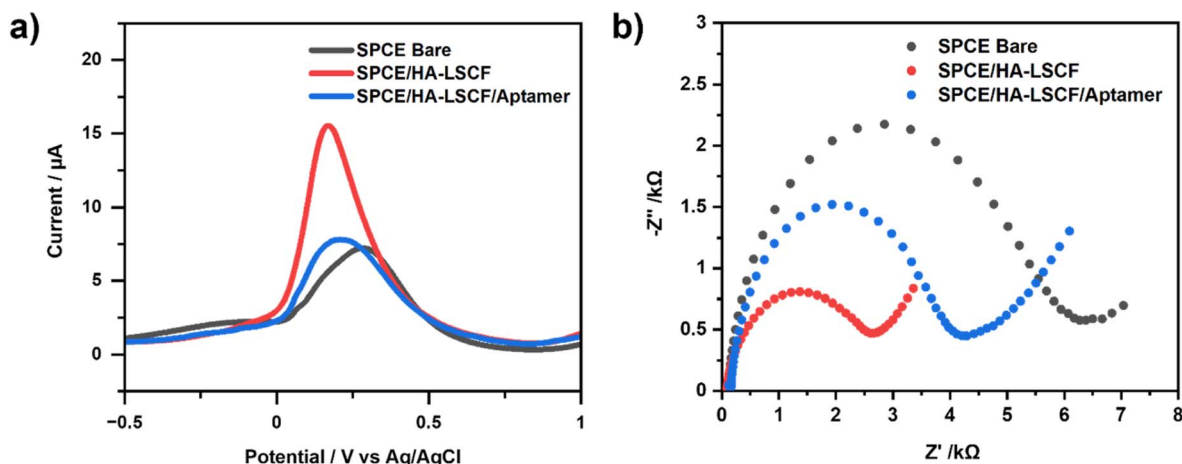 a)
Current / µA
20
15
10
5
0
SPCE Bare
SPCE/HA-LSCF
SPCE/HA-LSCF/Aptamer
−0.5
0
0.5
1
Potential / V vs Ag/AgCl
b)
-Z" /kΩ
3
2.5
2
1.5
1
0.5
0
SPCE Bare
SPCE/HA-LSCF
SPCE/HA-LSCF/Aptamer
0
1
2
3
4
5
6
7
8
Z' /kΩ